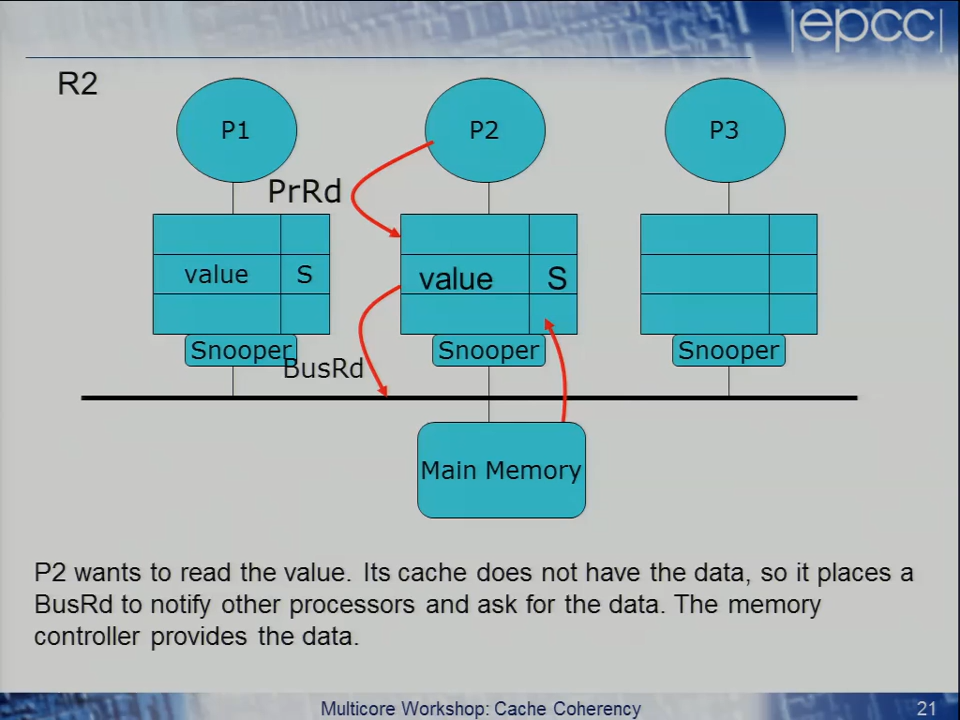 |epcc|
R2
P1
P2
P3
PrRd
value S
value S
Snooper
Snooper
Snooper
BusRd
Main Memory
P2 wants to read the value. Its cache does not have the data, so it places a
BusRd to notify other processors and ask for the data. The memory
controller provides the data.
Multicore Workshop: Cache Coherency
21